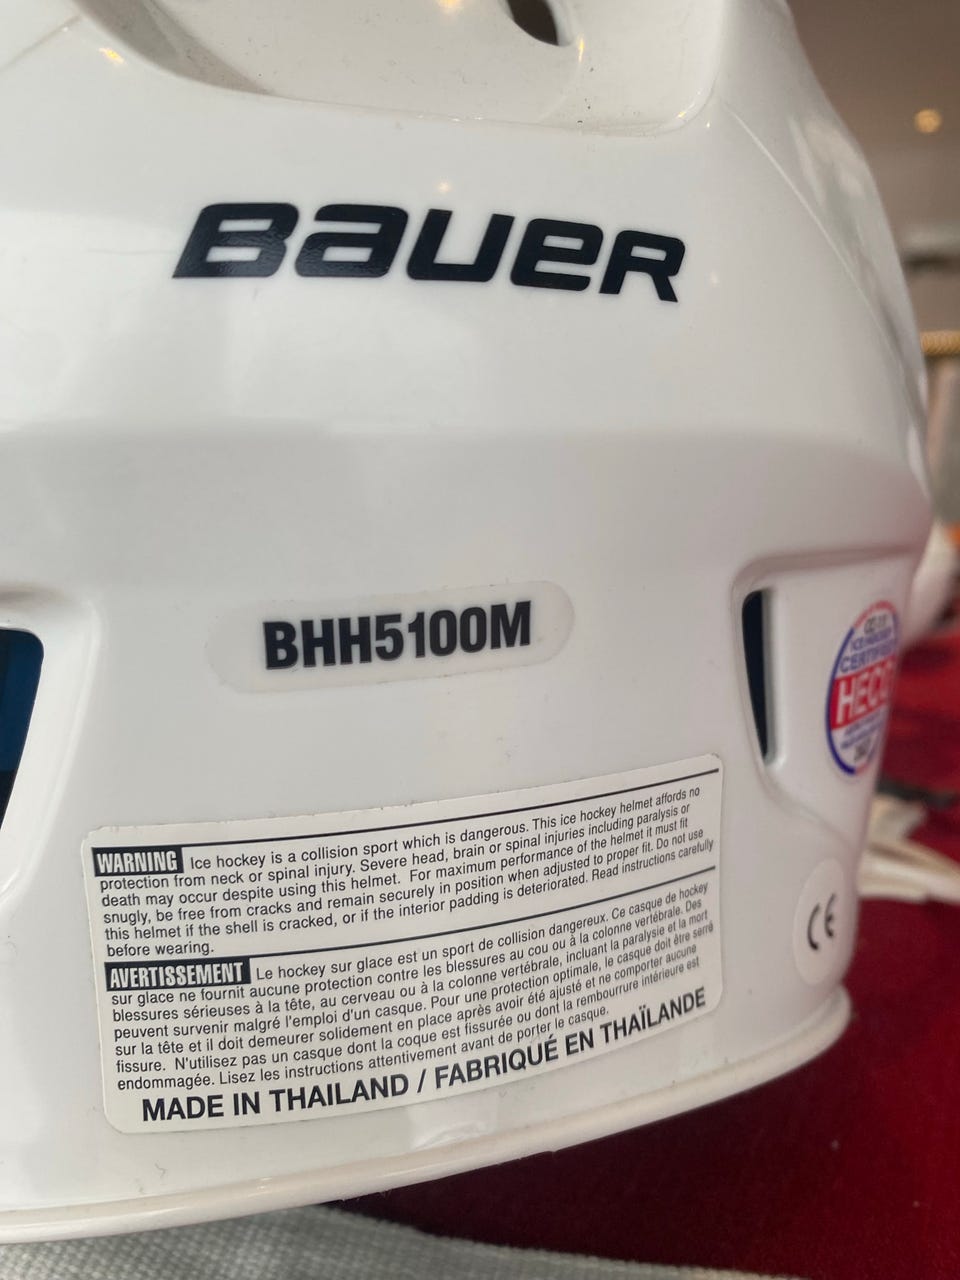 BAUER
BHH5100M
CERTIFIED
HECC
WARNING Ice hockey is a collision sport which is dangerous. This ice hockey helmet affords no
protection from neck or spinal injury. Severe head, brain or spinal injuries including paralysis or
death may occur despite using this helmet. For maximum performance of the helmet it must fit
snugly, be free from cracks and remain securely in position when adjusted to proper fit. Do not use
this helmet if the shell is cracked, or if the interior padding is deteriorated. Read instructions carefully
before wearing.
AVERTISSEMENT Le hockey sur glace est un sport de collision dangereux. Ce casque de hockey
sur glace ne fournit aucune protection contre les blessures au cou ou à la colonne vertébrale. Des
blessures sérieuses à la tête, au cerveau ou à la colonne vertébrale, incluant la paralysie et la mort
peuvent survenir malgré l'emploi d'un casque. Pour une protection optimale, le casque doit être serré
sur la tête et il doit demeurer solidement en place après avoir été ajusté et ne comporter aucune
fissure. N'utilisez pas un casque dont la coque est fissurée ou dont la rembourrure intérieure est
endommagée. Lisez les instructions attentivement avant de porter le casque.
MADE IN THAILAND / FABRIQUÉ EN THAÏLANDE
CE